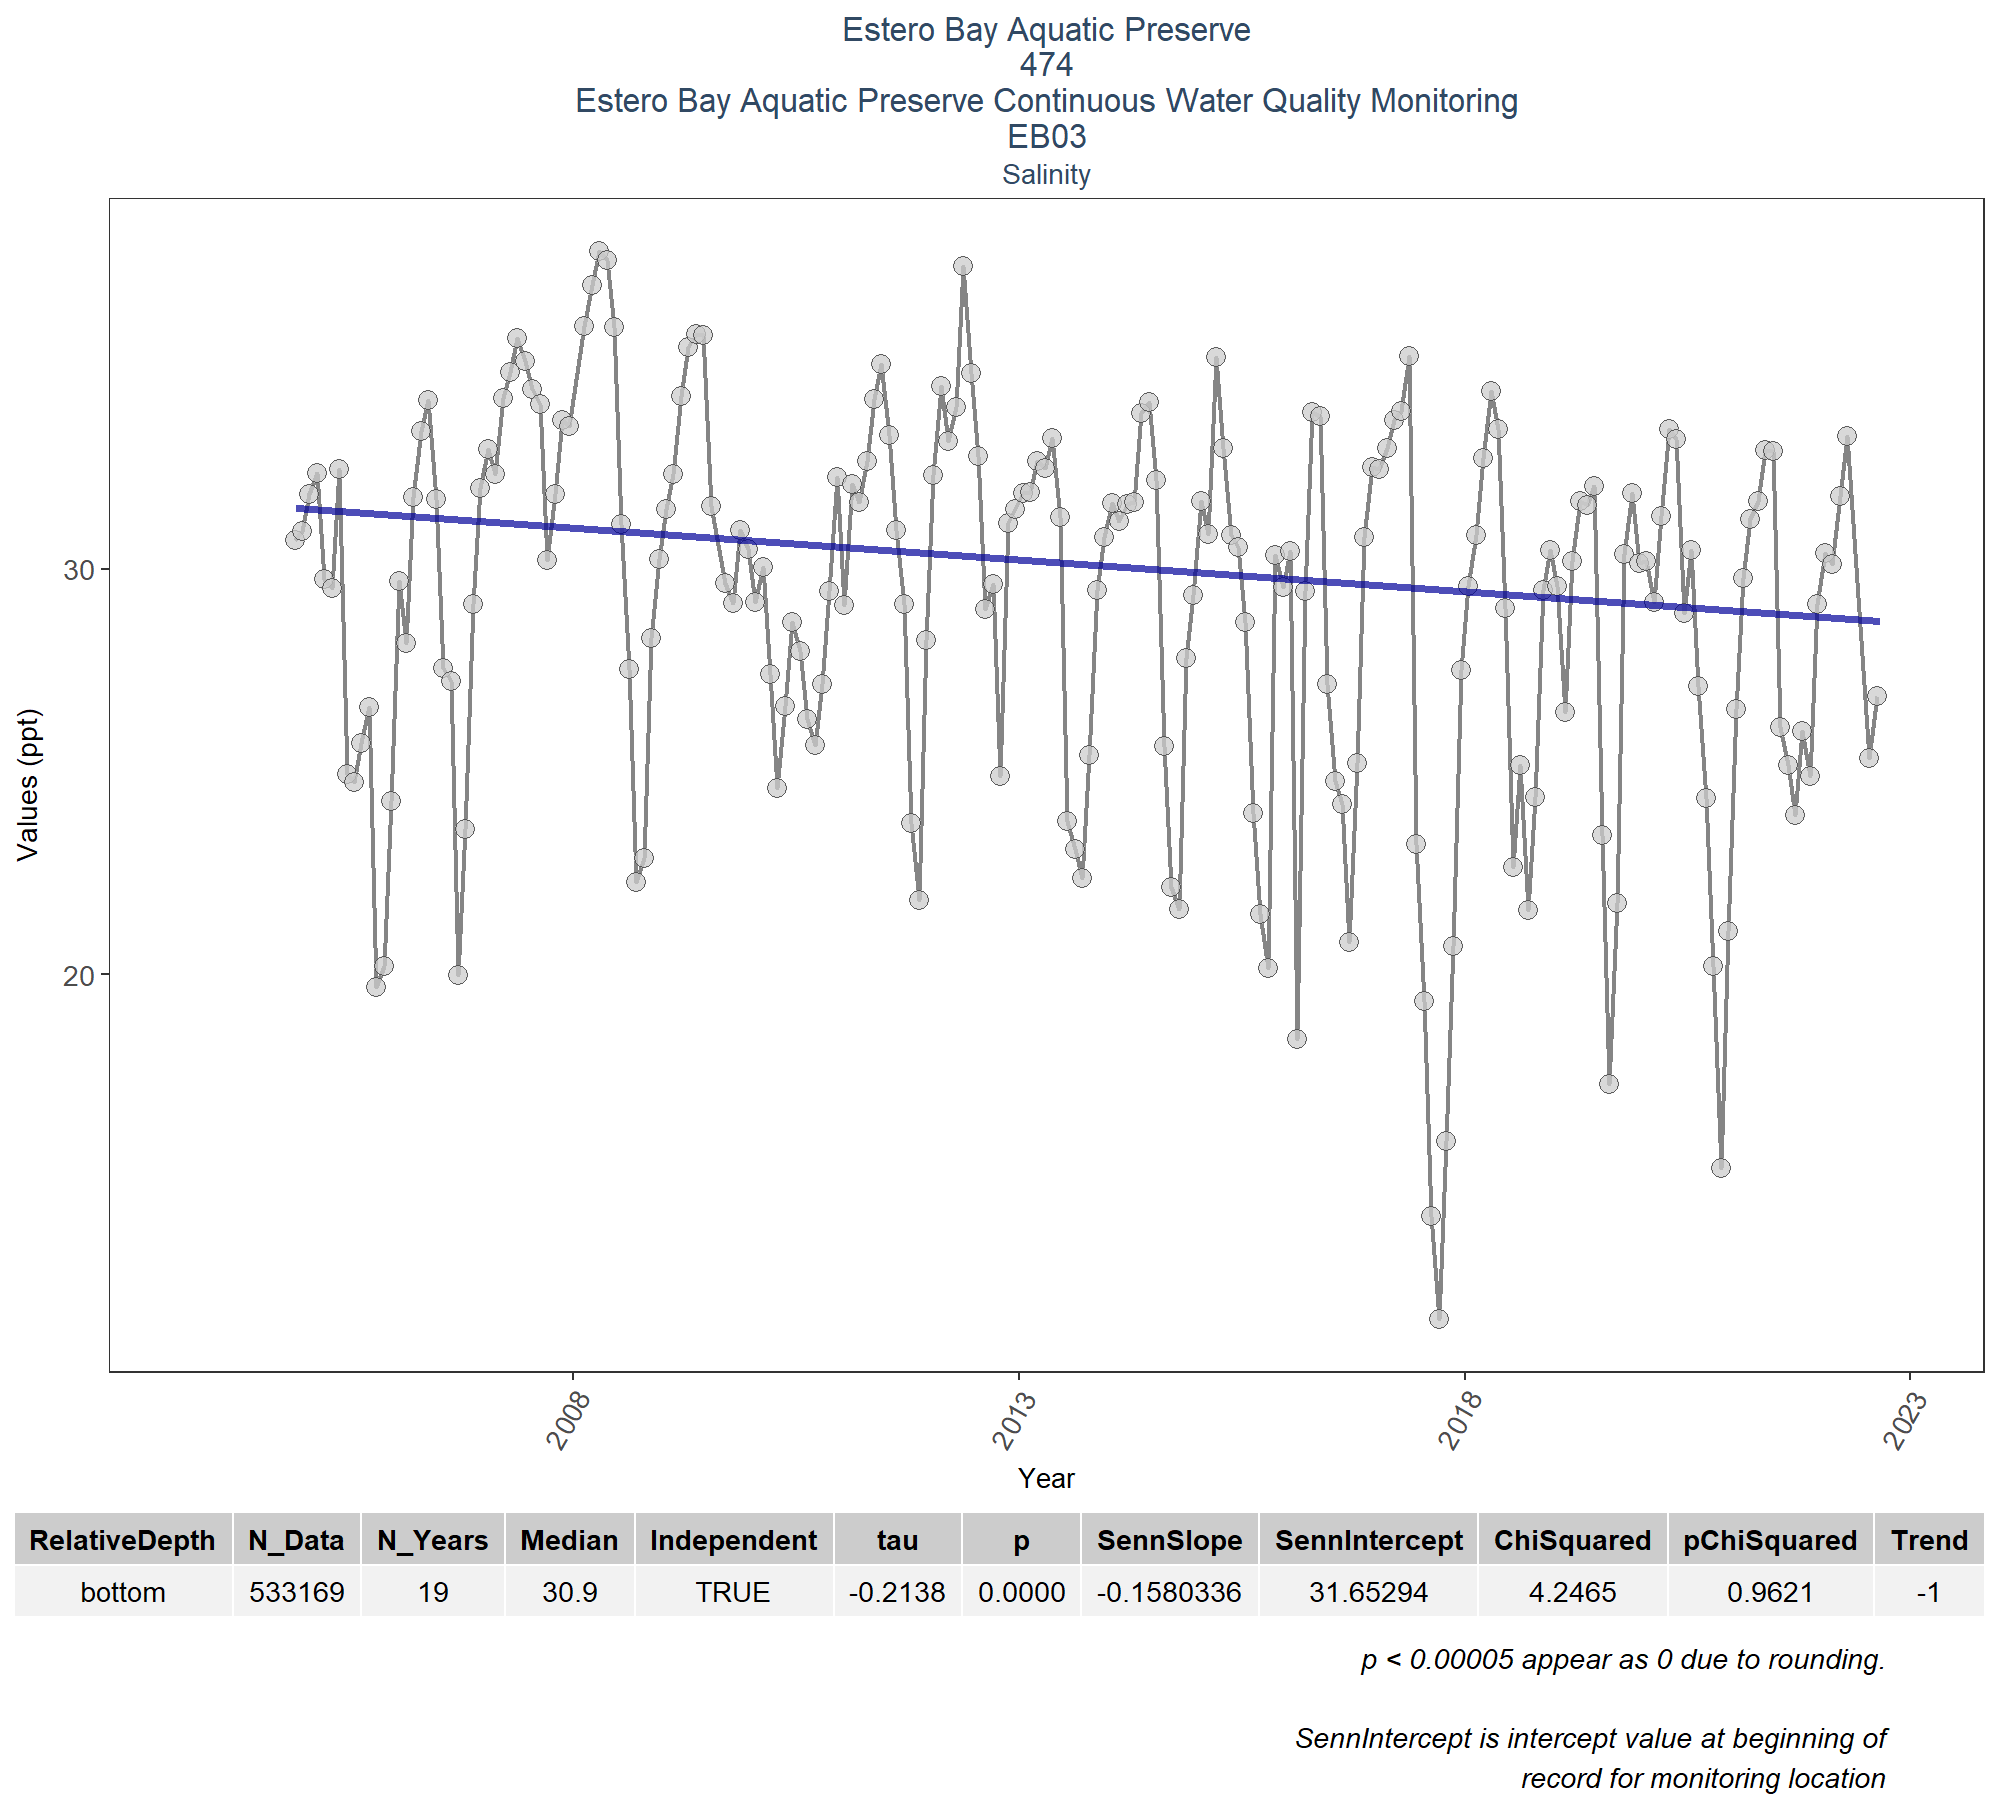 Estero Bay Aquatic Preserve
474
Estero Bay Aquatic Preserve Continuous Water Quality Monitoring
EB03
Salinity
Values (ppt)
30
20
2008
2013
2018
2023
Year
RelativeDepth N_Data N_Years Median Independent tau p SennSlope SennIntercept ChiSquared pChiSquared Trend
bottom 533169 19 30.9 TRUE -0.2138 0.0000 -0.1580336 31.65294 4.2465 0.9621 -1
p < 0.00005 appear as 0 due to rounding.
SennIntercept is intercept value at beginning of
record for monitoring location